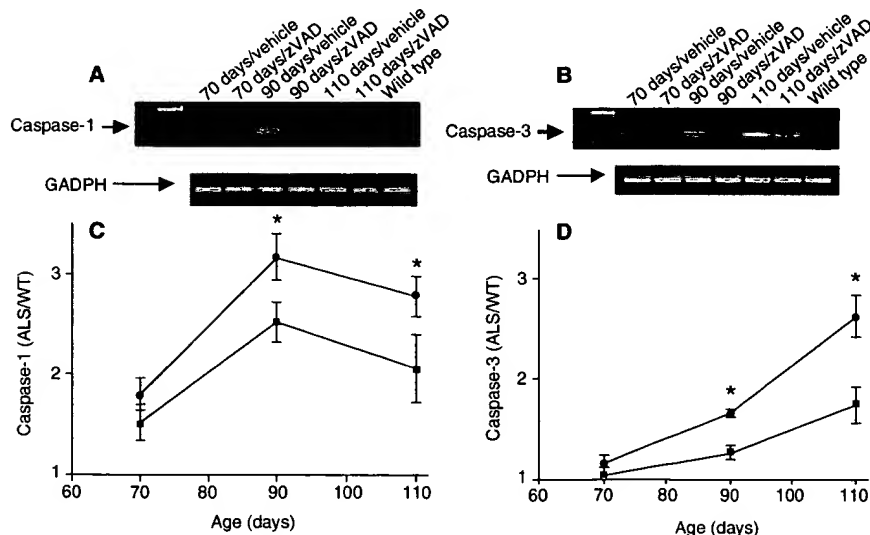 A
70 days/vehicle
70 days/zVAD
90 days/vehicle
90 days/zVAD
110 days/vehicle
110 days/zVAD
Wild type
Caspase-1
GADPH
B
70 days/vehicle
70 days/zVAD
90 days/vehicle
90 days/zVAD
110 days/vehicle
110 days/zVAD
Wild type
Caspase-3
GADPH
C
*
*
3
2
1
Caspase-1 (ALS/WT)
60 70 80 90 100 110
Age (days)
D
*
*
3
2
1
Caspase-3 (ALS/WT)
60 70 80 90 100 110
Age (days)